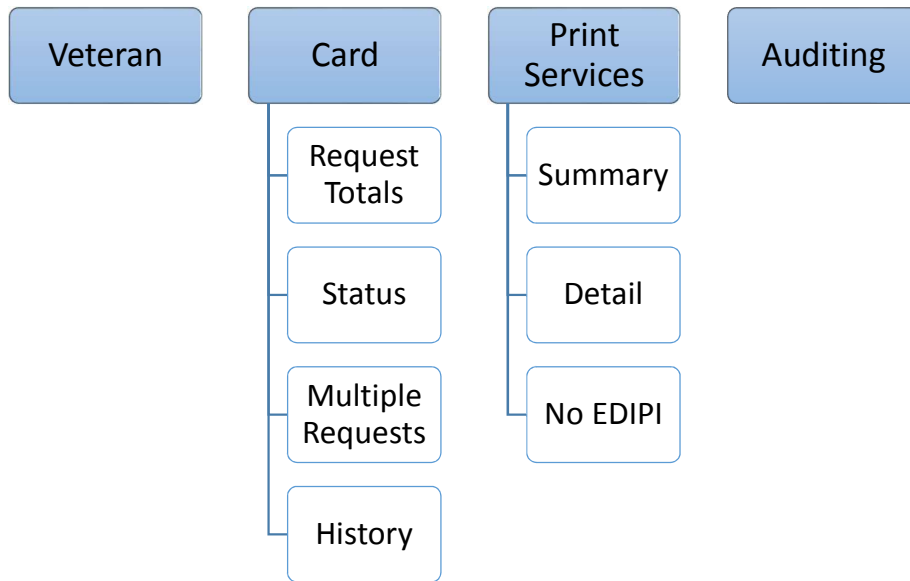 Veteran
Card
Print
Services
Auditing
Request
Totals
Status
Multiple
Requests
History
Summary
Detail
No EDIPI